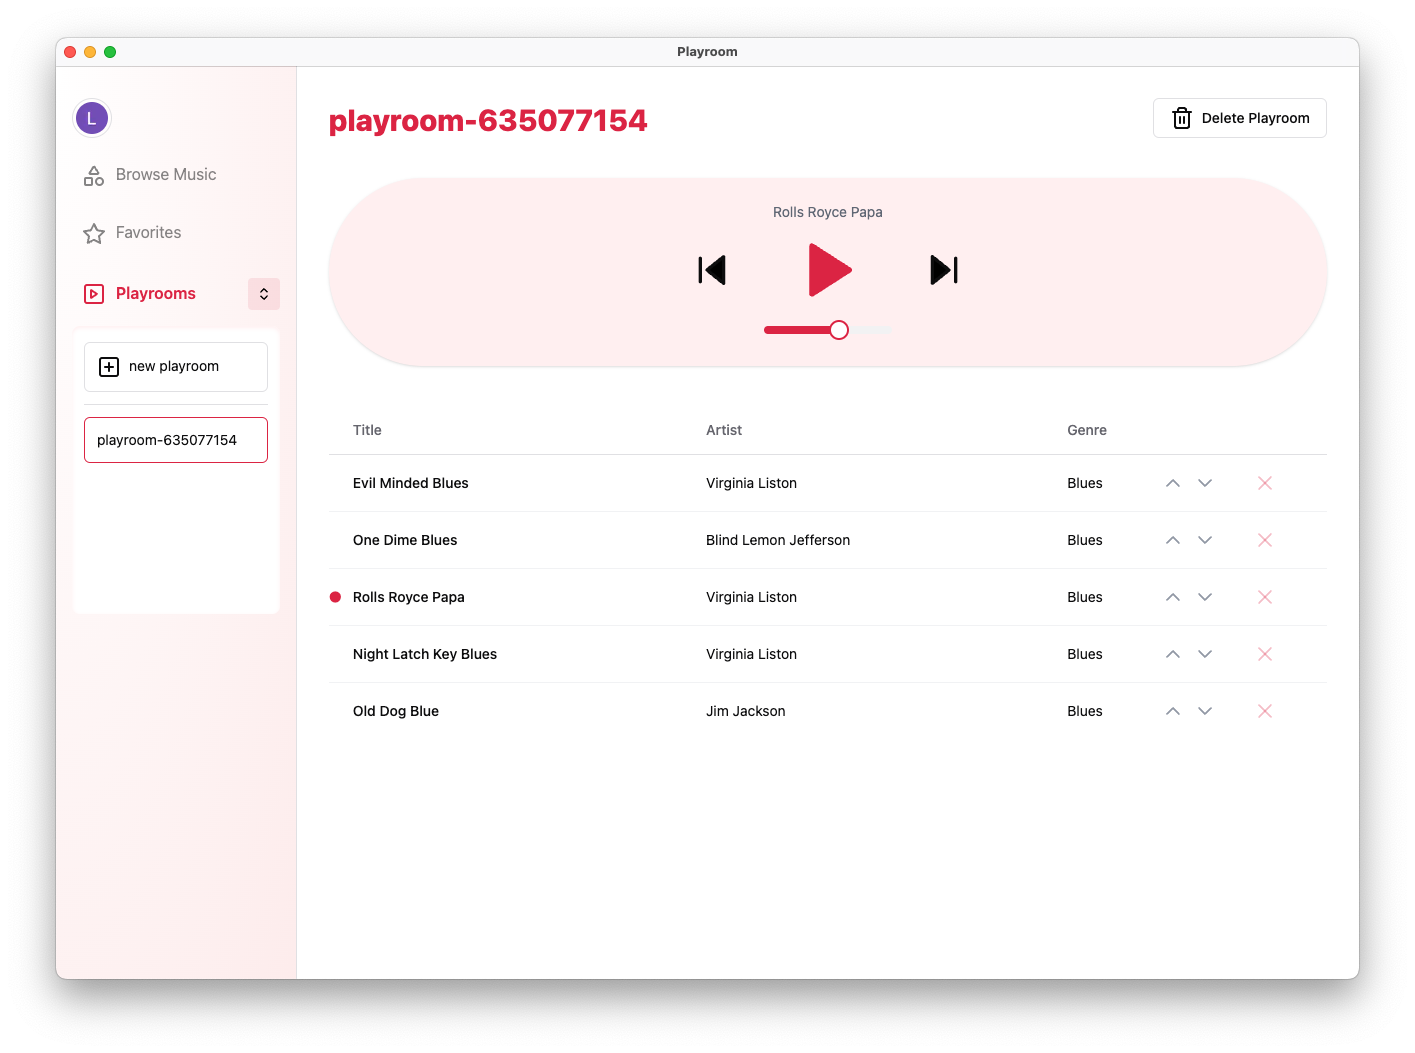 Playroom
L
Browse Music
Favorites
Playrooms
new playroom
playroom-635077154
playroom-635077154
Delete Playroom
Rolls Royce Papa
Title Artist Genre
Evil Minded Blues Virginia Liston Blues
One Dime Blues Blind Lemon Jefferson Blues
Rolls Royce Papa Virginia Liston Blues
Night Latch Key Blues Virginia Liston Blues
Old Dog Blue Jim Jackson Blues